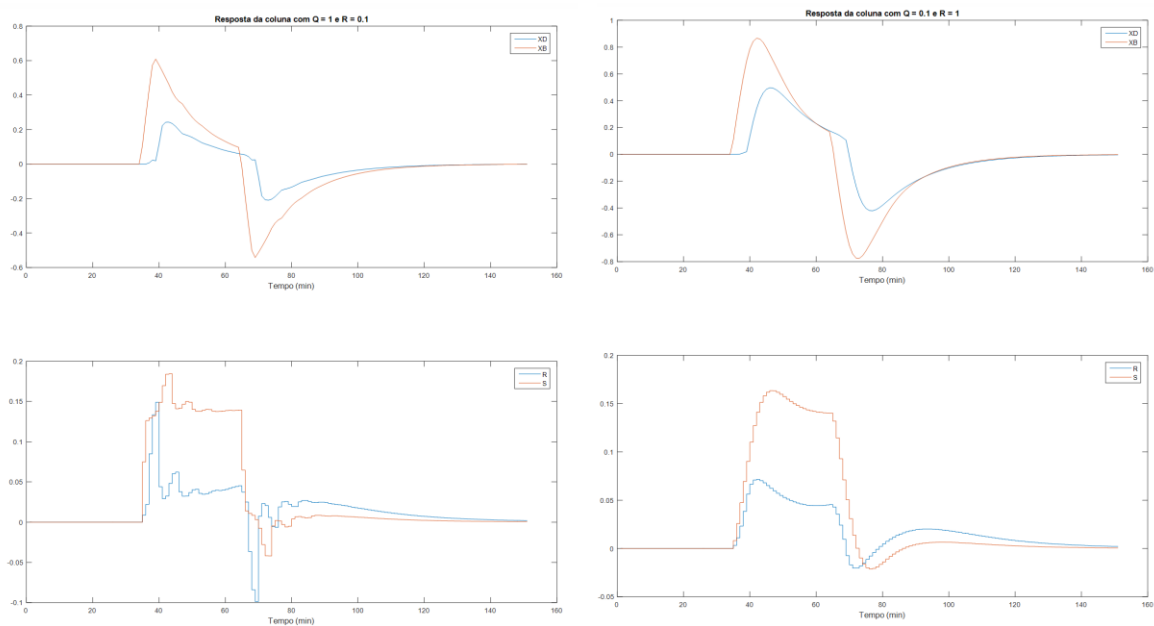 Resposta da coluna com Q = 1 e R = 0.1
XD
XB
0.8
0.6
0.4
0.2
0
-0.2
-0.4
-0.6
0 20 40 60 80 100 120 140 160
Tempo (min)
Resposta da coluna com Q = 0.1 e R = 1
XD
XB
1
0.8
0.6
0.4
0.2
0
-0.2
-0.4
-0.6
-0.8
0 20 40 60 80 100 120 140 160
Tempo (min)
R
S
0.2
0.15
0.1
0.05
0
-0.05
-0.1
0 20 40 60 80 100 120 140 160
Tempo (min)
R
S
0.2
0.15
0.1
0.05
0
-0.05
0 20 40 60 80 100 120 140 160
Tempo (min)